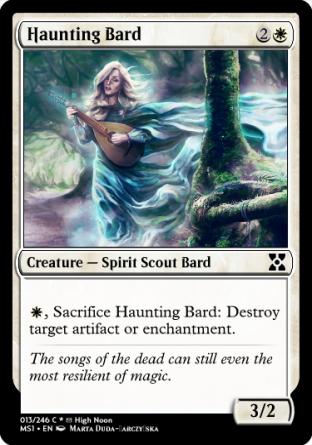 Haunting Bard 2
Creature — Spirit Scout Bard
, Sacrifice Haunting Bard: Destroy
target artifact or enchantment.
The songs of the dead can still even the
most resilient of magic.
013/246 C * High Noon
MS1 • EN Marta Duda-
3/2